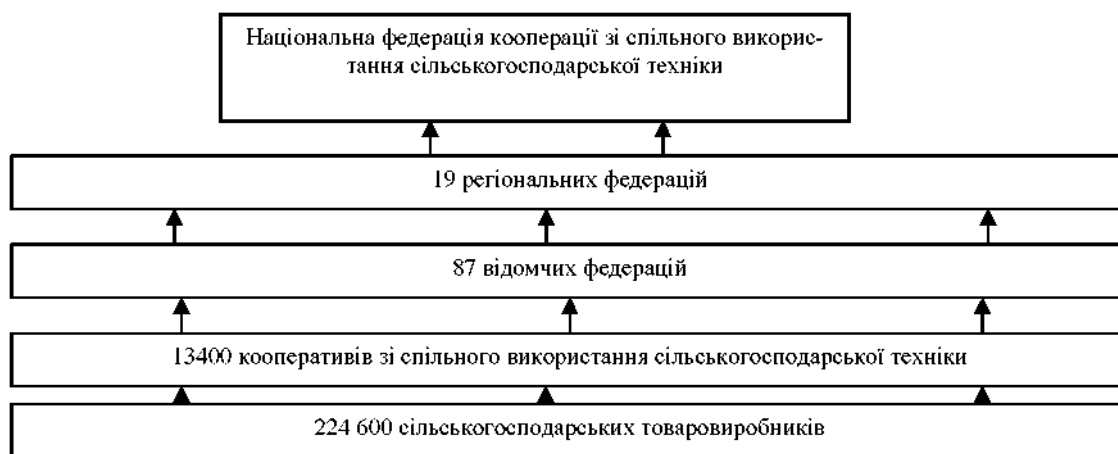 Національна федерація кооперації зі спільного викорис-
тання сільськогосподарської техніки
19 регіональних федерацій
87 відомчих федерацій
13400 кооперативів зі спільного використання сільськогосподарської техніки
224 600 сільськогосподарських товаровиробників